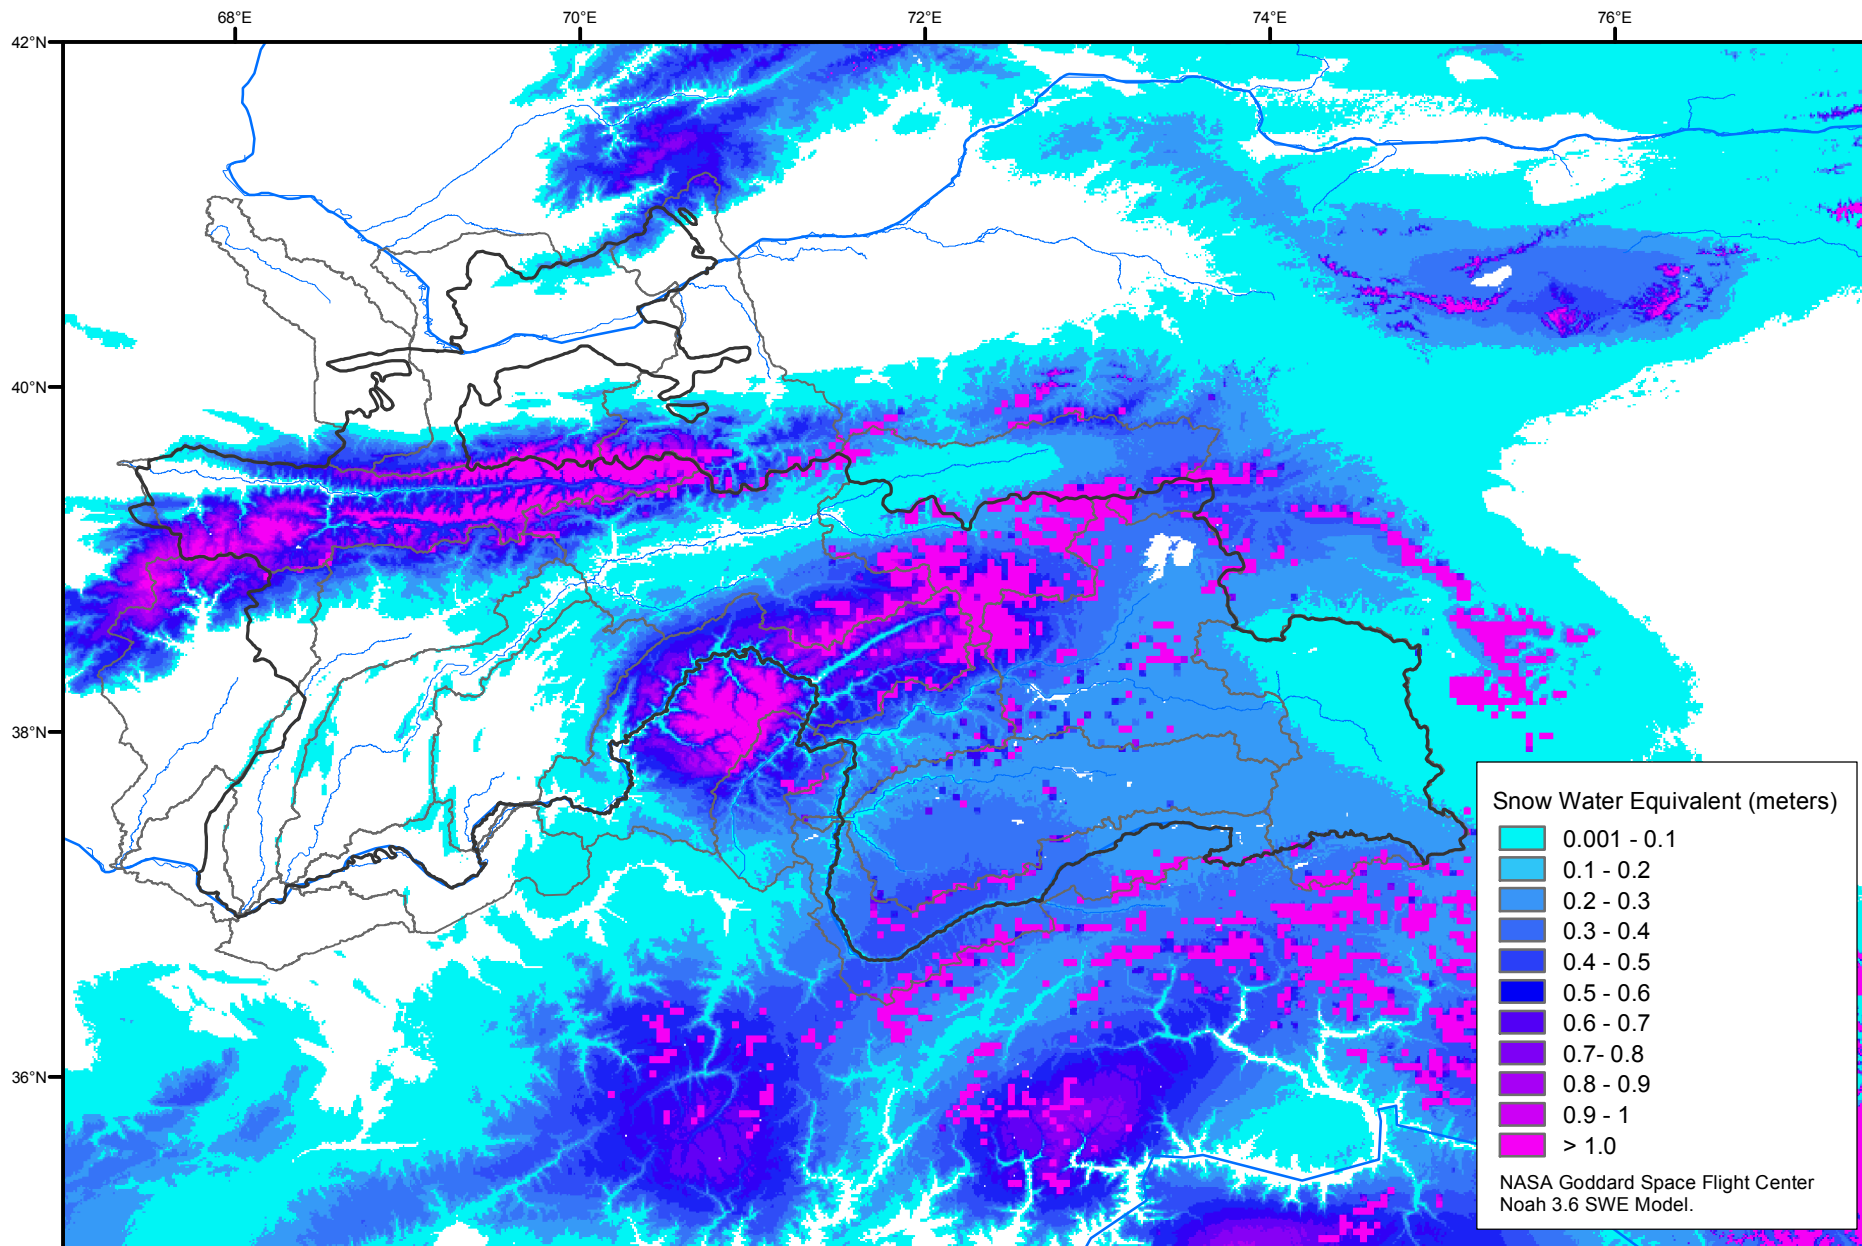 68°E
70°E
72°E
74°E
76°E
42°N
40°N
38°N
36°N
Snow Water Equivalent (meters)
0.001 - 0.1
0.1 - 0.2
0.2 - 0.3
0.3 - 0.4
0.4 - 0.5
0.5 - 0.6
0.6 - 0.7
0.7- 0.8
0.8 - 0.9
0.9 - 1
> 1.0
NASA Goddard Space Flight Center
Noah 3.6 SWE Model.